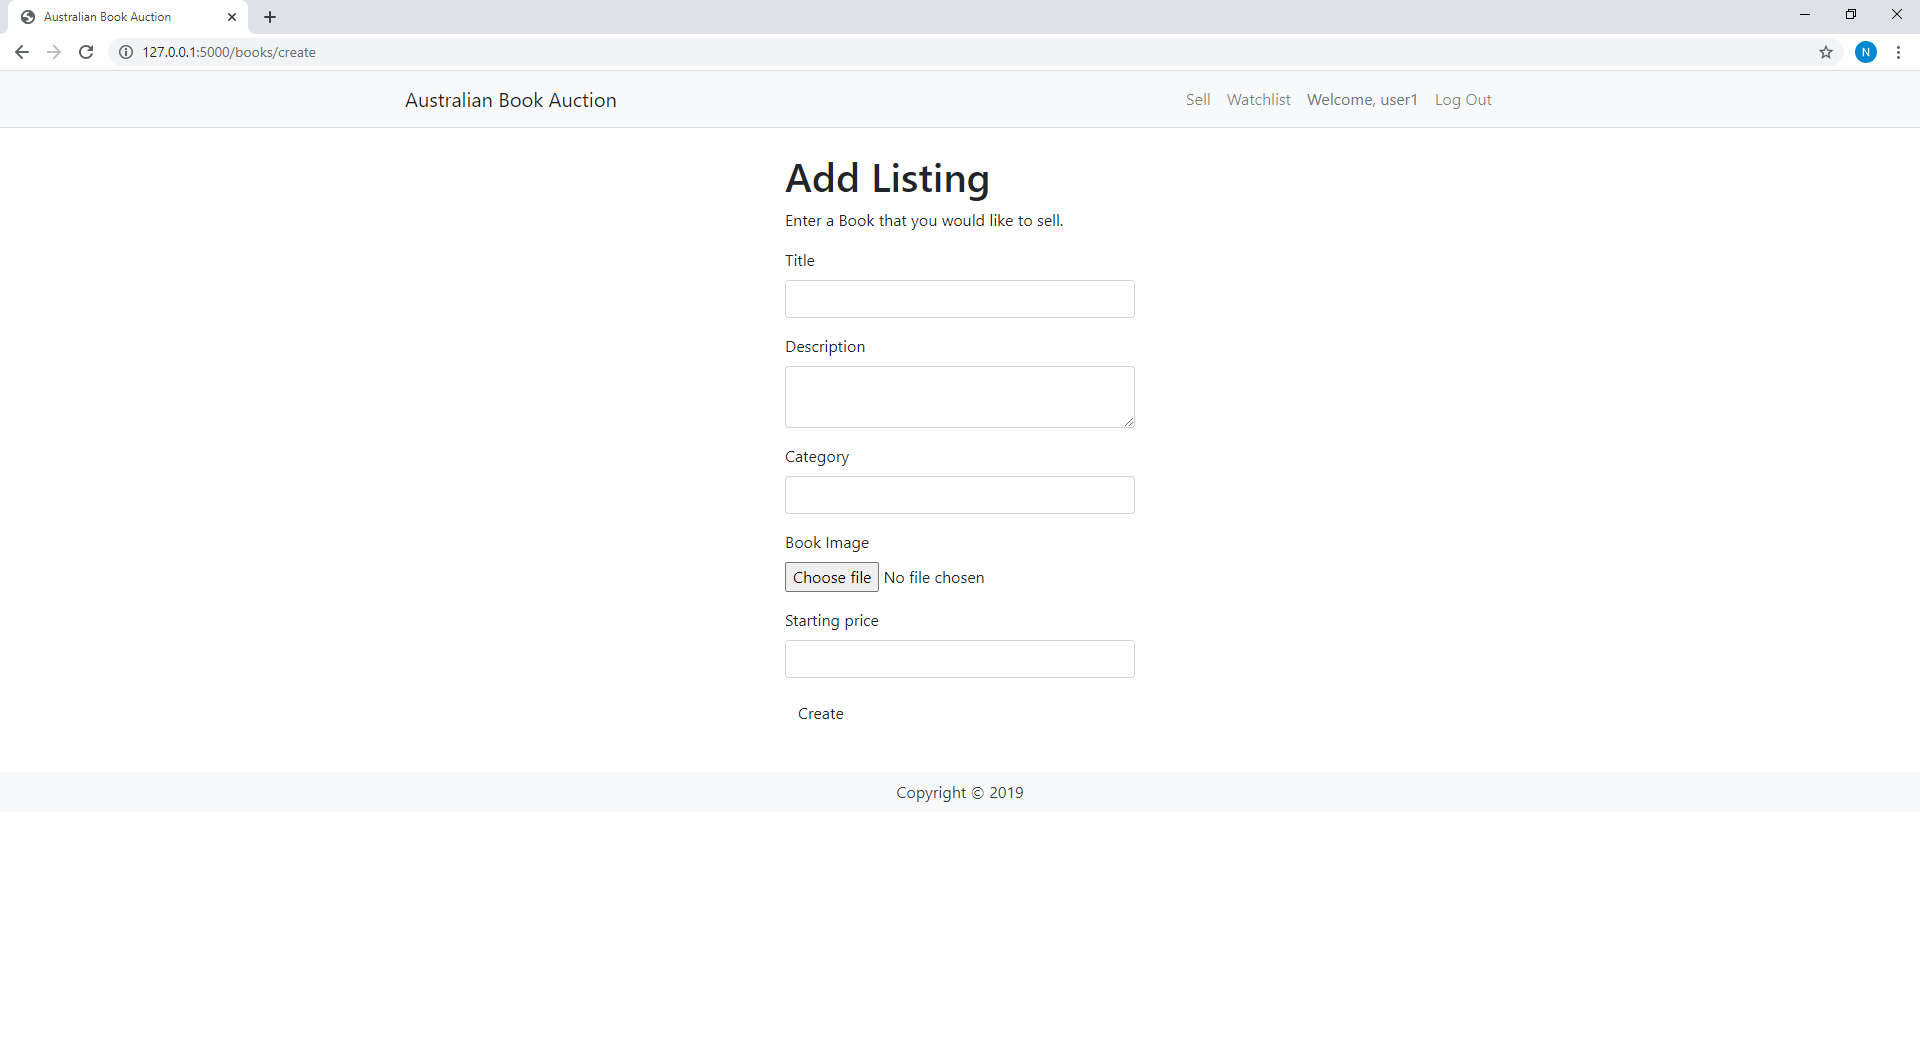 Australian Book Auction
127.0.0.1:5000/books/create
N
Australian Book Auction
Sell Watchlist Welcome, user1 Log Out
Add Listing
Enter a Book that you would like to sell.
Title
Description
Category
Book Image
Choose file No file chosen
Starting price
Create
Copyright © 2019